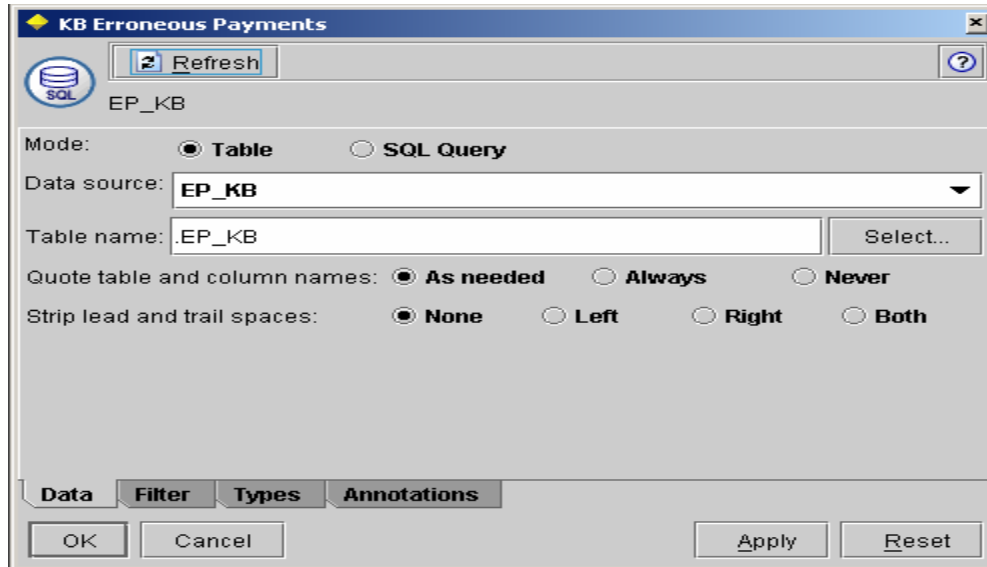 KB Erroneous Payments
Refresh
SQL
EP_KB
Mode: Table SQL Query
Data source: EP_KB
Table name: .EP_KB Select...
Quote table and column names: As needed Always Never
Strip lead and trail spaces: None Left Right Both
Data Filter Types Annotations
OK Cancel Apply Reset